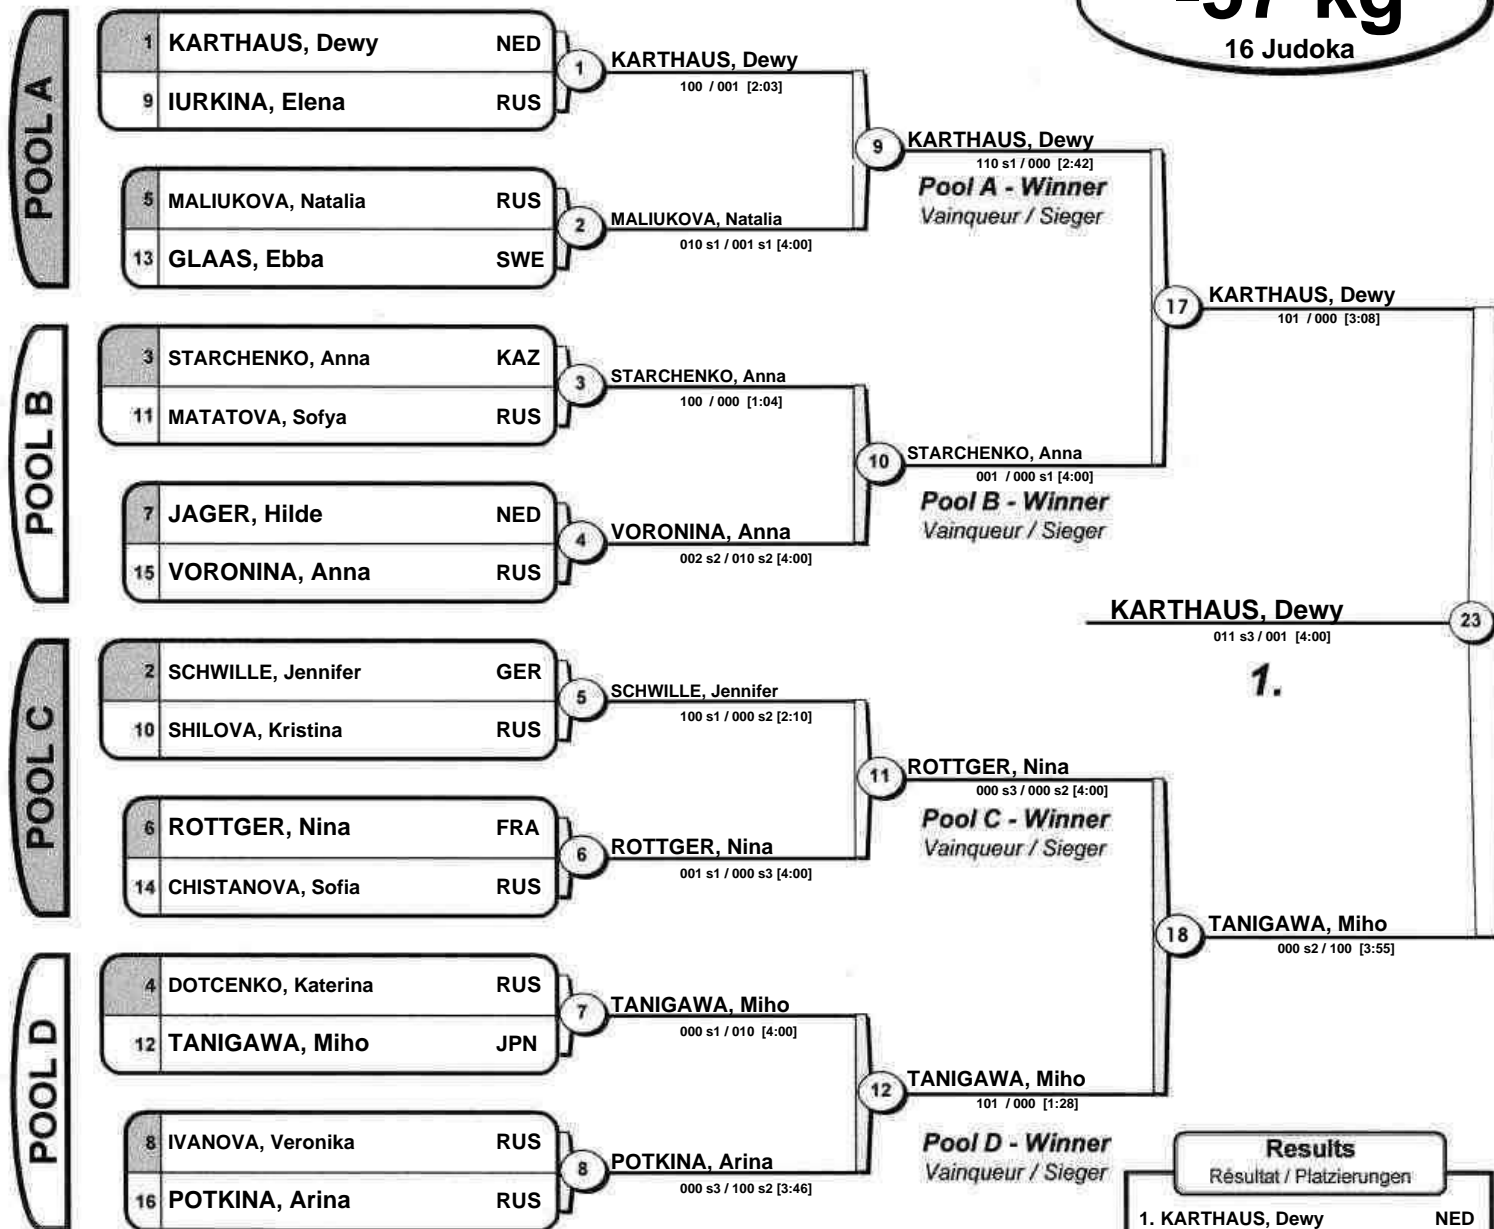 -57 kg
16 Judoka
POOL A
1 KARTHAUS, Dewy NED
9 IURKINA, Elena RUS
1
KARTHAUS, Dewy
100 / 001 [2:03]
5 MALIUKOVA, Natalia RUS
13 GLAAS, Ebba SWE
2
MALIUKOVA, Natalia
010 s1 / 001 s1 [4:00]
9
KARTHAUS, Dewy
110 s1 / 000 [2:42]
Pool A - Winner
Vainqueur / Sieger
POOL B
3 STARCHENKO, Anna KAZ
11 MATATOVA, Sofya RUS
3
STARCHENKO, Anna
100 / 000 [1:04]
7 JAGER, Hilde NED
15 VORONINA, Anna RUS
4
VORONINA, Anna
002 s2 / 010 s2 [4:00]
10
STARCHENKO, Anna
001 / 000 s1 [4:00]
Pool B - Winner
Vainqueur / Sieger
17
KARTHAUS, Dewy
101 / 000 [3:08]
KARTHAUS, Dewy
23
011 s3 / 001 [4:00]
1.
POOL C
2 SCHWILLE, Jennifer GER
10 SHILOVA, Kristina RUS
5
SCHWILLE, Jennifer
100 s1 / 000 s2 [2:10]
6 ROTTGER, Nina FRA
14 CHISTANOVA, Sofia RUS
6
ROTTGER, Nina
001 s1 / 000 s3 [4:00]
11
ROTTGER, Nina
000 s3 / 000 s2 [4:00]
Pool C - Winner
Vainqueur / Sieger
POOL D
4 DOTCENKO, Katerina RUS
12 TANIGAWA, Miho JPN
7
TANIGAWA, Miho
000 s1 / 010 [4:00]
8 IVANOVA, Veronika RUS
16 POTKINA, Arina RUS
8
POTKINA, Arina
000 s3 / 100 s2 [3:46]
12
TANIGAWA, Miho
101 / 000 [1:28]
Pool D - Winner
Vainqueur / Sieger
18
TANIGAWA, Miho
000 s2 / 100 [3:55]
Results
Résultat / Platzierungen
1. KARTHAUS, Dewy NED